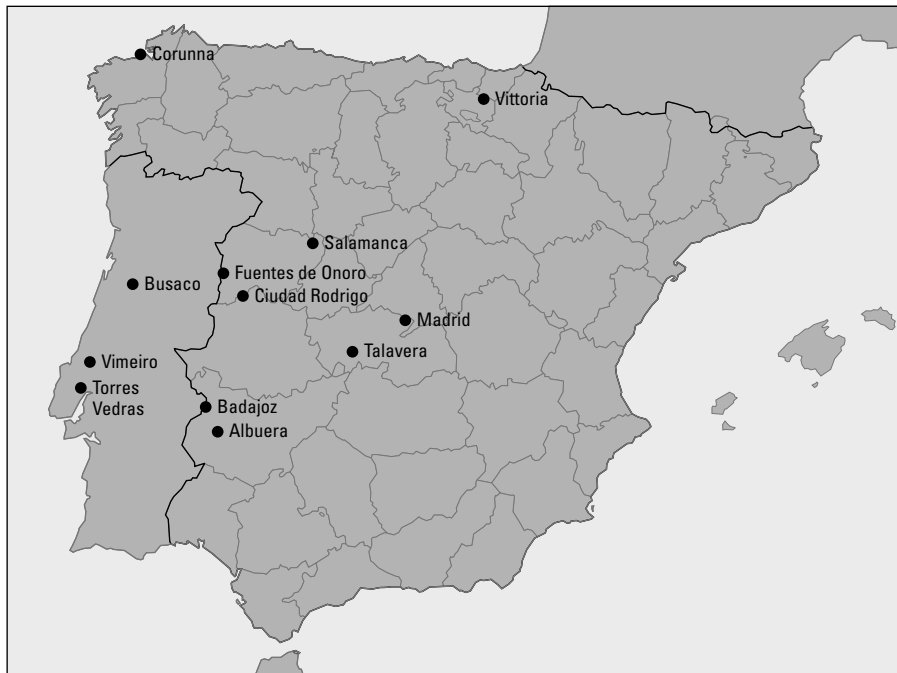 Corunna
Vittoria
Salamanca
Fuentes de Onoro
Busaco
Ciudad Rodrigo
Madrid
Talavera
Vimeiro
Torres
Vedras
Badajoz
Albuera